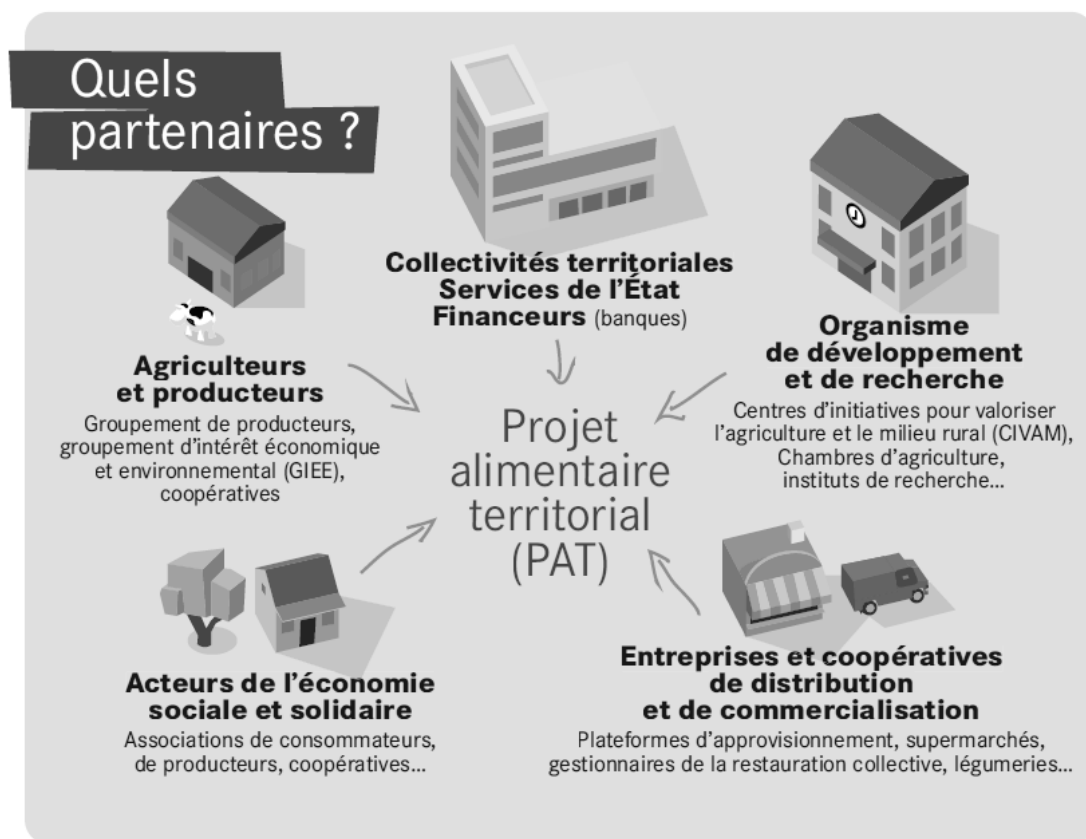 Quels
partenaires ?
Collectivités territoriales
Services de l'État
Financeurs (banques)
Agriculteurs
et producteurs
Groupement de producteurs,
groupement d'intérêt économique
et environnemental (GIEE),
coopératives
Organisme
de développement
et de recherche
Centres d'initiatives pour valoriser
l'agriculture et le milieu rural (CIVAM),
Chambres d'agriculture,
instituts de recherche...
Projet
alimentaire
territorial
(PAT)
Acteurs de l'économie
sociale et solidaire
Associations de consommateurs,
de producteurs, coopératives...
Entreprises et coopératives
de distribution
et de commercialisation
Plateformes d'approvisionnement, supermarchés,
gestionnaires de la restauration collective, légumeries...